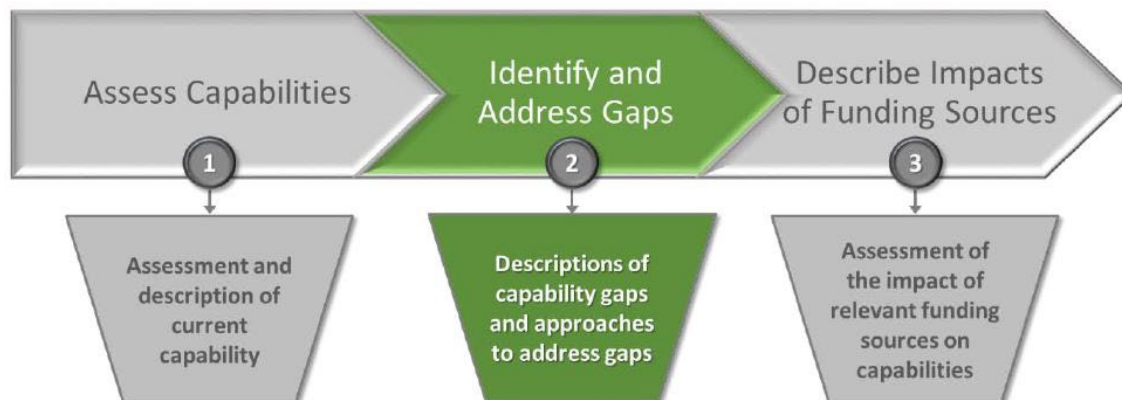 Assess Capabilities
Identify and
Address Gaps
Describe Impacts
of Funding Sources
1
2
3
Assessment and
description of
current
capability
Descriptions of
capability gaps
and approaches
to address gaps
Assessment of
the impact of
relevant funding
sources on
capabilities